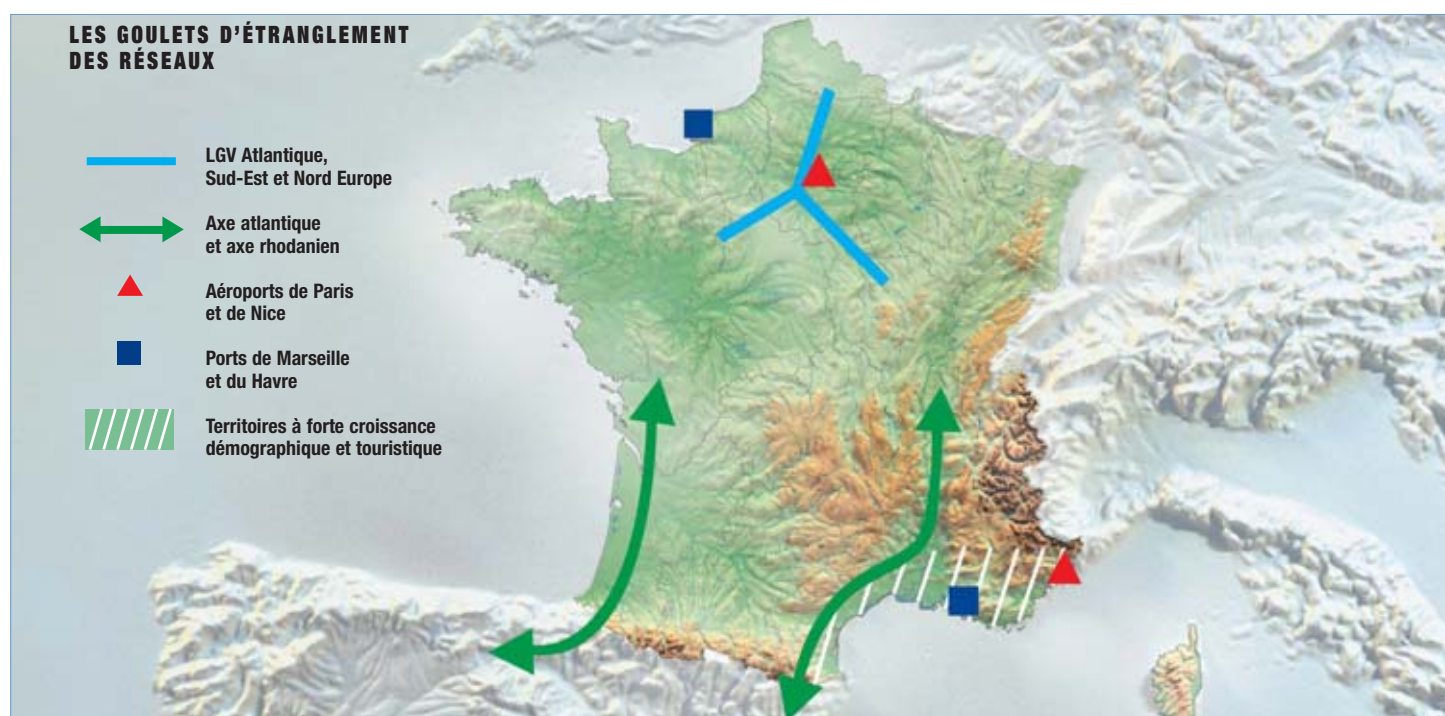 LES GOULETS D'ÉTRANGLEMENT
DES RÉSEAUX
LGV Atlantique,
Sud-Est et Nord Europe
Axe atlantique
et axe rhodanien
Aéroports de Paris
et de Nice
Ports de Marseille
et du Havre
Territoires à forte croissance
démographique et touristique